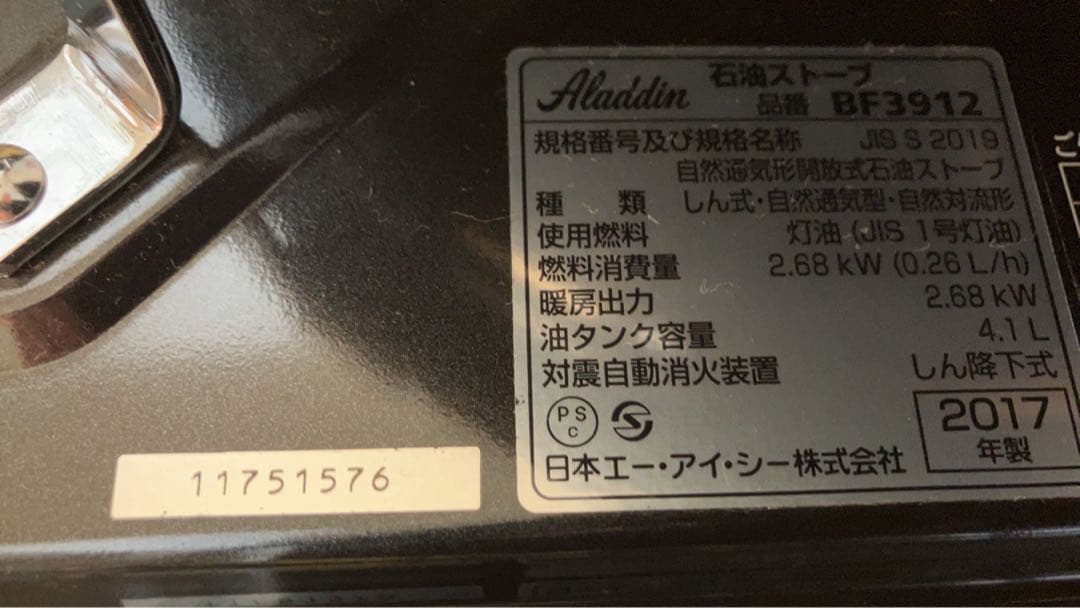 Aladdin 石油ストーブ
品番 BF3912
規格番号及び規格名称 JIS S 2019
自然通気形開放式石油ストーブ
種類 しん式・自然通気型・自然対流形
使用燃料 灯油 (JIS 1号灯油)
燃料消費量 2.68 kW (0.26 L/h)
暖房出力 2.68 kW
油タンク容量 4.1 L
対震自動消火装置 しん降下式
PS
C
2017
年製
日本エー・アイ・シー株式会社
11751576